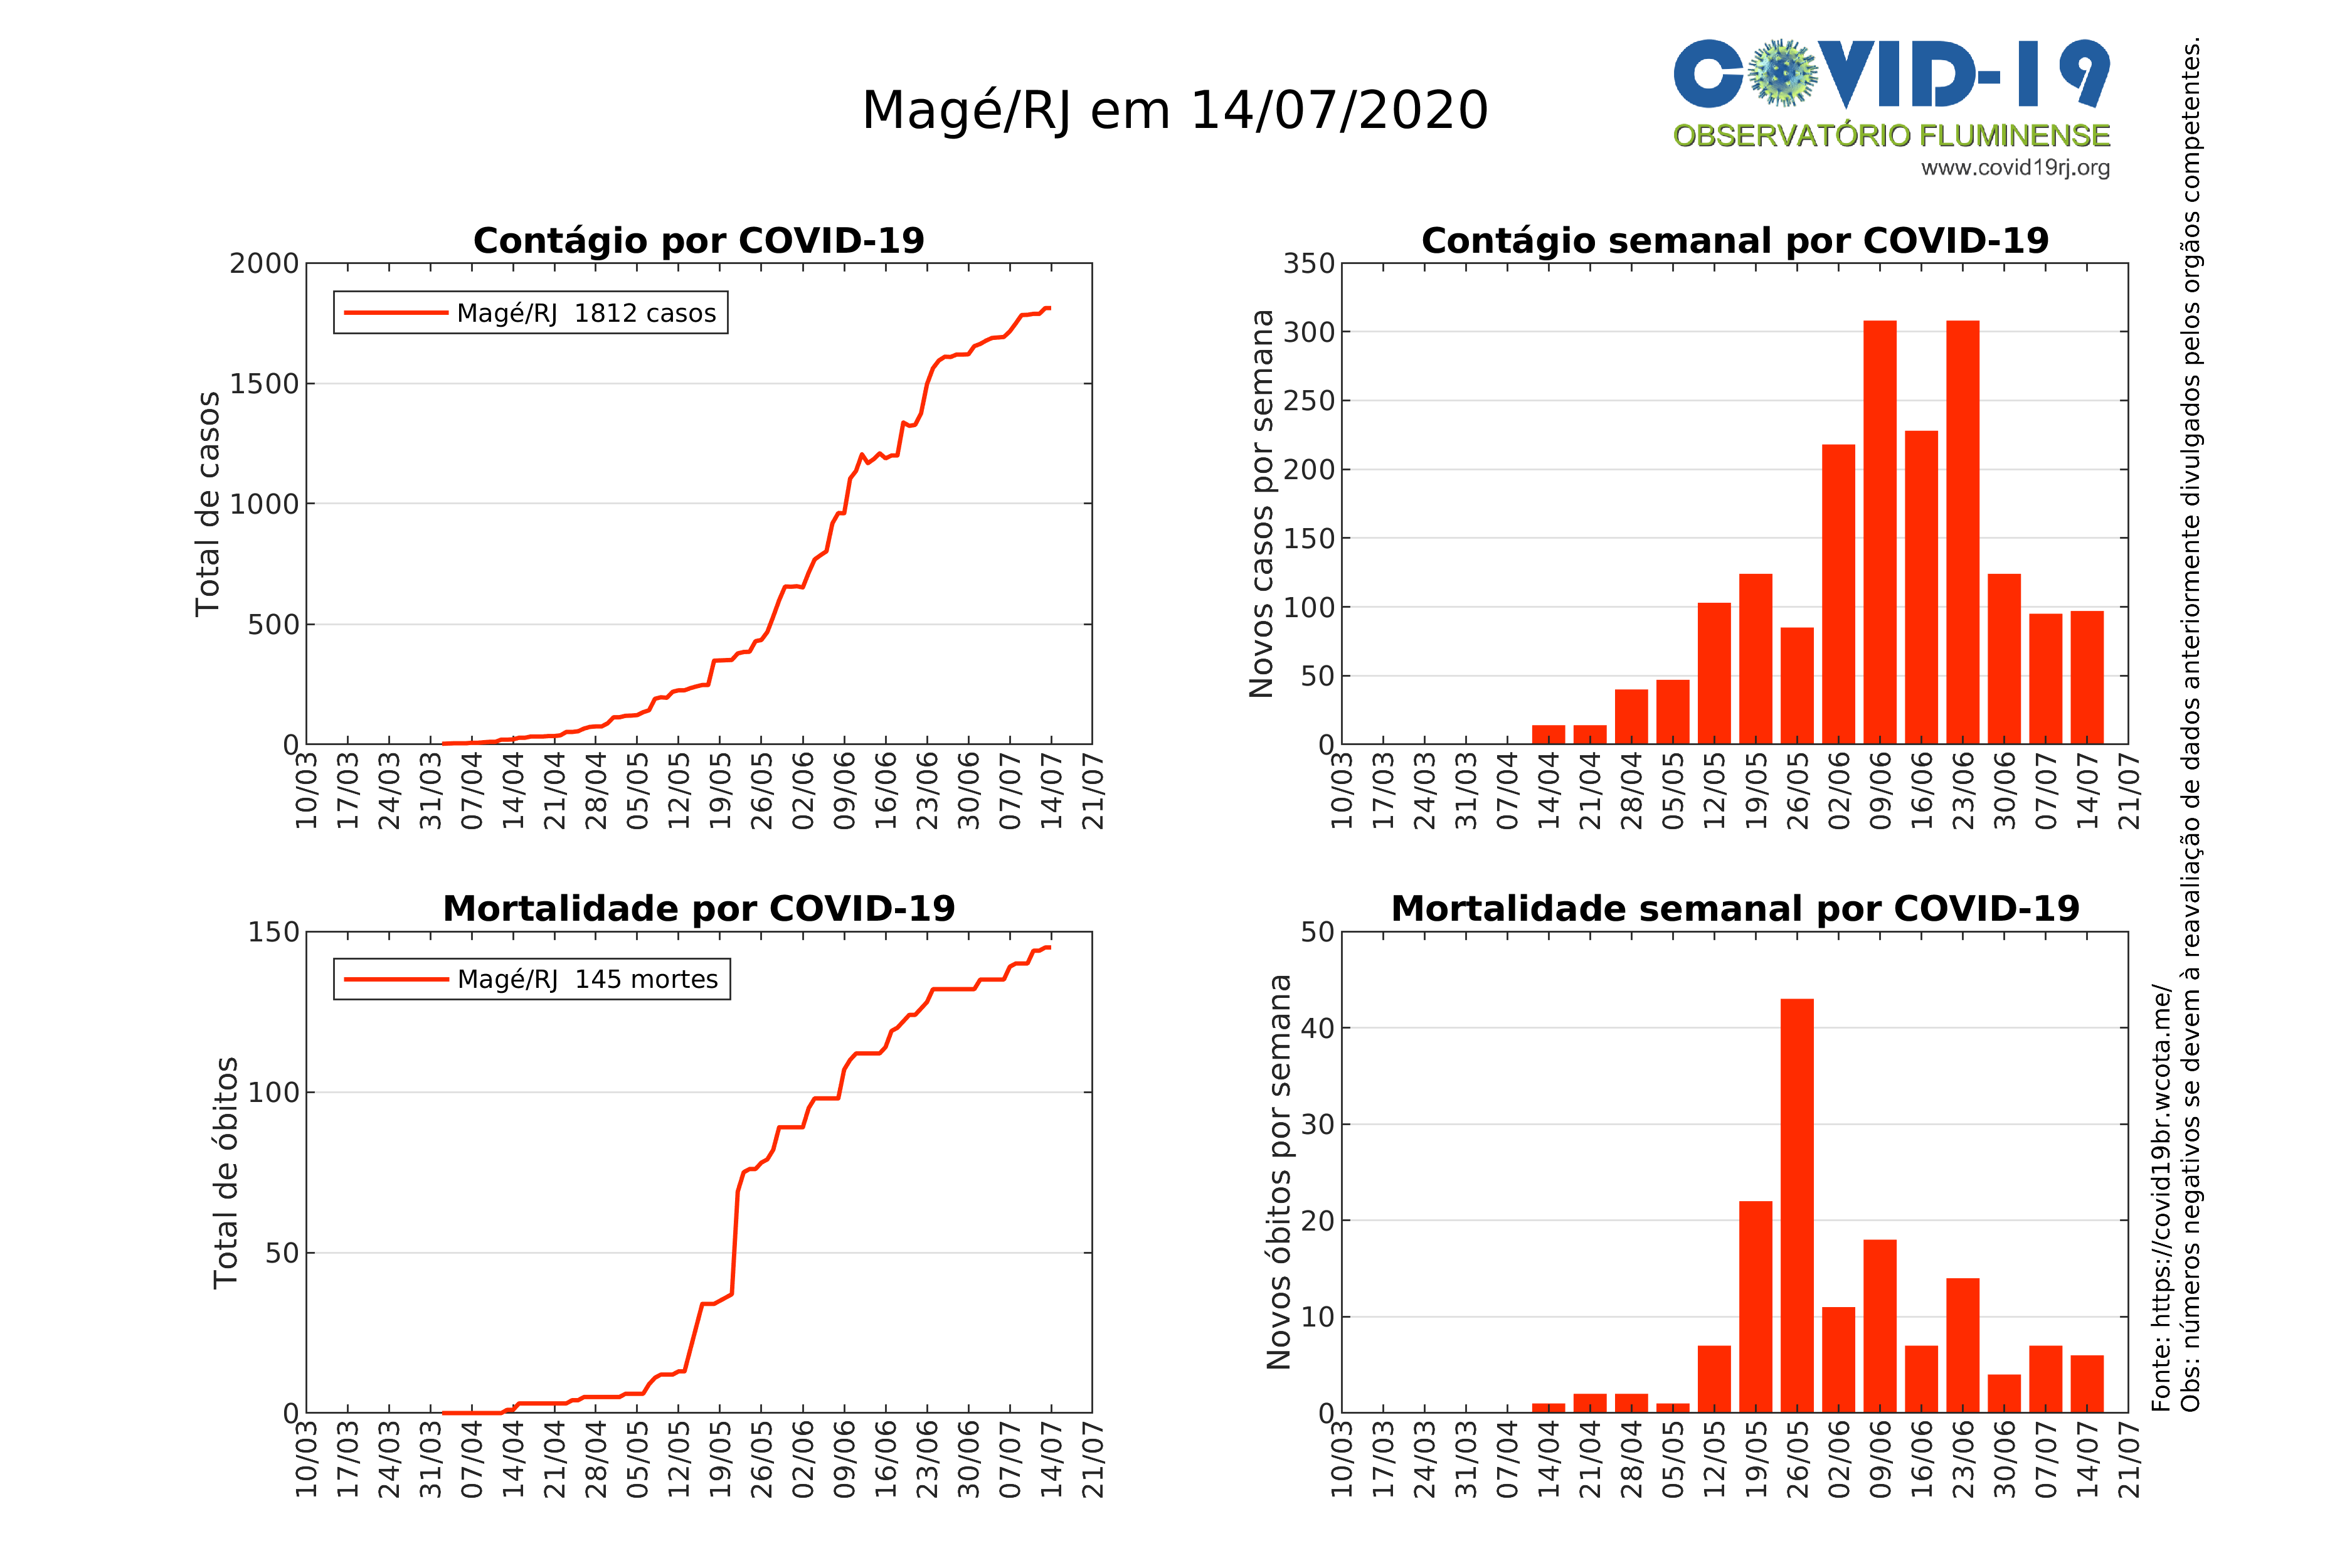 Magé/RJ em 14/07/2020
COVID-19
OBSERVATÓRIO FLUMINENSE
www.covid19rj.org
Contágio por COVID-19
Total de casos
2000
1500
1000
500
0
Magé/RJ 1812 casos
10/03 17/03 24/03 31/03 07/04 14/04 21/04 28/04 05/05 12/05 19/05 26/05 02/06 09/06 16/06 23/06 30/06 07/07 14/07 21/07
Contágio semanal por COVID-19
Novos casos por semana
350
300
250
200
150
100
50
0
10/03 17/03 24/03 31/03 07/04 14/04 21/04 28/04 05/05 12/05 19/05 26/05 02/06 09/06 16/06 23/06 30/06 07/07 14/07 21/07
Mortalidade por COVID-19
Total de óbitos
150
100
50
0
Magé/RJ 145 mortes
10/03 17/03 24/03 31/03 07/04 14/04 21/04 28/04 05/05 12/05 19/05 26/05 02/06 09/06 16/06 23/06 30/06 07/07 14/07 21/07
Mortalidade semanal por COVID-19
Novos óbitos por semana
50
40
30
20
10
0
10/03 17/03 24/03 31/03 07/04 14/04 21/04 28/04 05/05 12/05 19/05 26/05 02/06 09/06 16/06 23/06 30/06 07/07 14/07 21/07
Fonte: https://covid19br.wcota.me/
Obs: números negativos se devem à reavaliação de dados anteriormente divulgados pelos orgãos competentes.